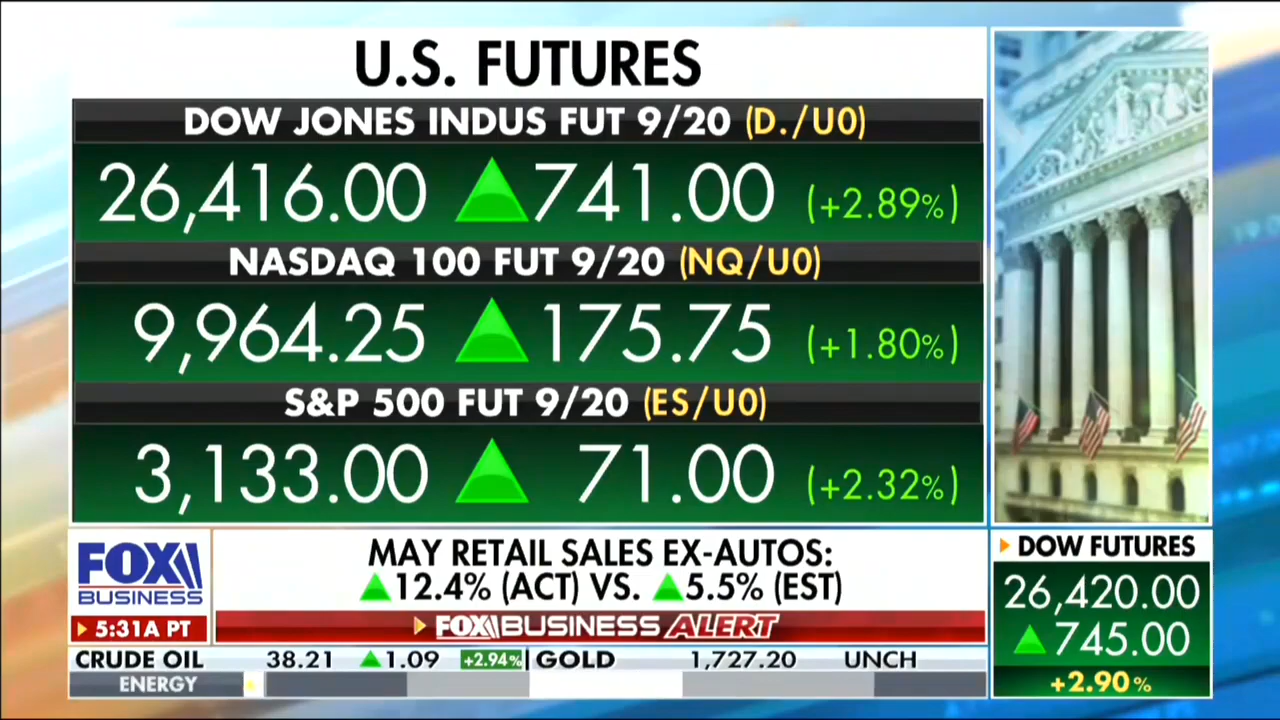 U.S. FUTURES
DOW JONES INDUS FUT 9/20 (D./U0)
26,416.00 ▲ 741.00 (+2.89%)
NASDAQ 100 FUT 9/20 (NQ/U0)
9,964.25 ▲ 175.75 (+1.80%)
S&P 500 FUT 9/20 (ES/U0)
3,133.00 ▲ 71.00 (+2.32%)
FOX BUSINESS
5:31A PT
MAY RETAIL SALES EX-AUTOS:
▲12.4% (ACT) VS. ▲5.5% (EST)
FOX BUSINESS ALERT
DOW FUTURES
26,420.00
▲ 745.00
+2.90%
CRUDE OIL 38.21 ▲ 1.09 +2.94% GOLD 1,727.20 UNCH
ENERGY